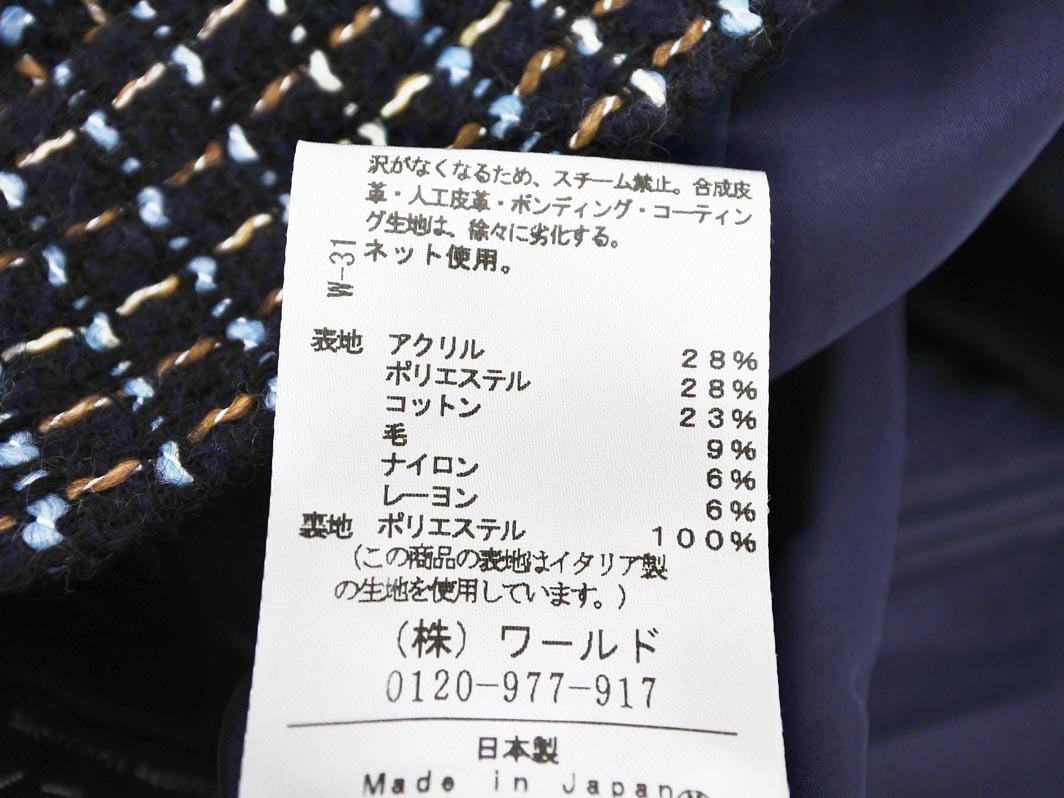 沢がなくなるため、スチーム禁止。合成皮
革・人工皮革・ボンディング・コーティン
グ生地は、徐々に劣化する。
ネット使用。
W-31
表地 アクリル 28%
ポリエステル 28%
コットン 23%
毛 9%
ナイロン 6%
レーヨン 6%
裏地 ポリエステル 100%
(この商品の表地はイタリア製
の生地を使用しています。)
(株) ワールド
0120-977-917
日本製
Made in Japan